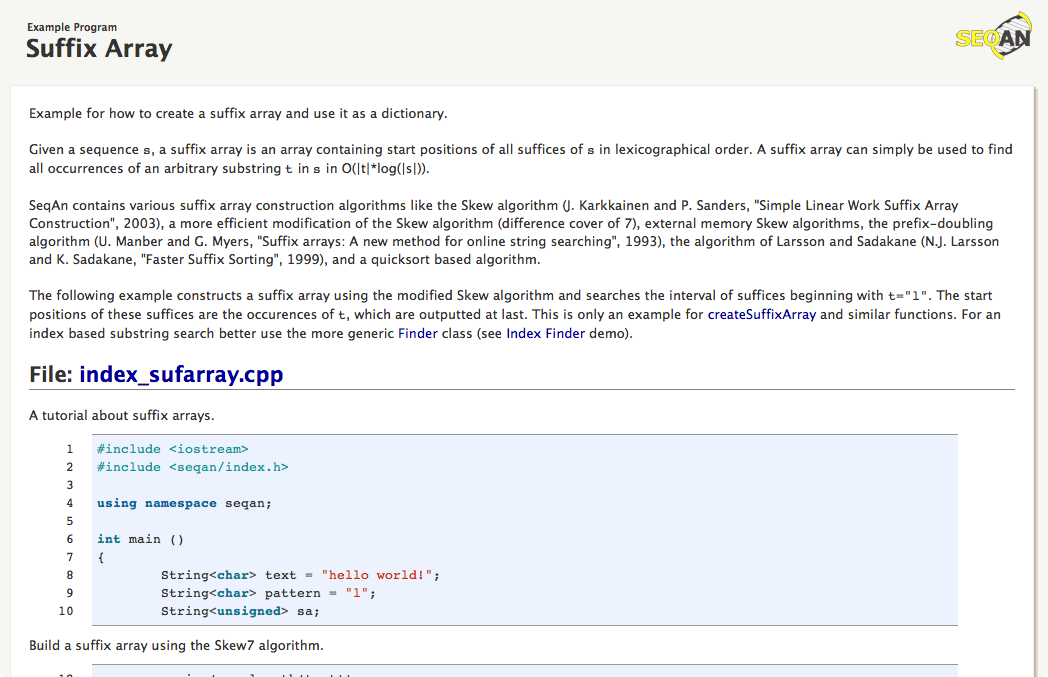 Example Program
Suffix Array
SEQAN
Example for how to create a suffix array and use it as a dictionary.
Given a sequence s, a suffix array is an array containing start positions of all suffices of s in lexicographical order. A suffix array can simply be used to find
all occurrences of an arbitrary substring t in s in O(|t|*log(|s|)).
SeqAn contains various suffix array construction algorithms like the Skew algorithm (J. Karkkainen and P. Sanders, "Simple Linear Work Suffix Array
Construction", 2003), a more efficient modification of the Skew algorithm (difference cover of 7), external memory Skew algorithms, the prefix-doubling
algorithm (U. Manber and G. Myers, "Suffix arrays: A new method for online string searching", 1993), the algorithm of Larsson and Sadakane (N.J. Larsson
and K. Sadakane, "Faster Suffix Sorting", 1999), and a quicksort based algorithm.
The following example constructs a suffix array using the modified Skew algorithm and searches the interval of suffices beginning with t="l". The start
positions of these suffices are the occurences of t, which are outputted at last. This is only an example for createSuffixArray and similar functions. For an
index based substring search better use the more generic Finder class (see Index Finder demo).
File: index_sufarray.cpp
A tutorial about suffix arrays.
1 #include <iostream>
2 #include <seqan/index.h>
3
4 using namespace seqan;
5
6 int main ()
7 {
8 String<char> text = "hello world!";
9 String<char> pattern = "l";
10 String<unsigned> sa;
Build a suffix array using the Skew7 algorithm.